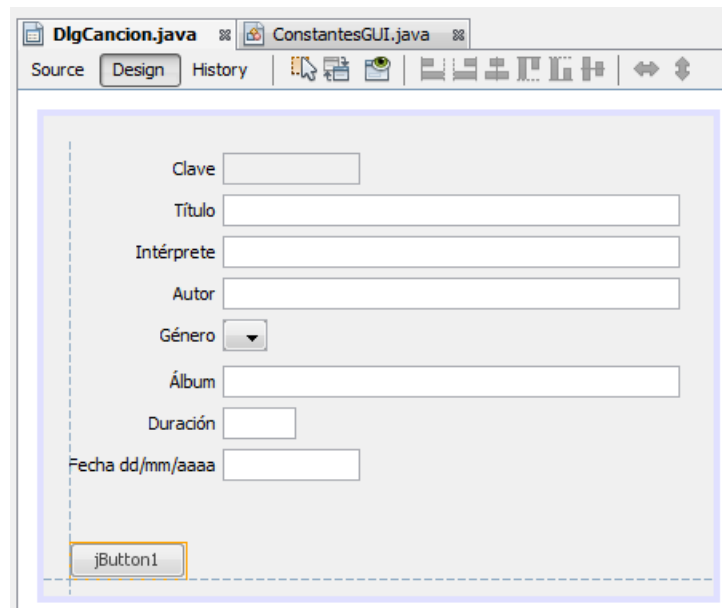 DlgCancion.java ConstantesGUI.java
Source Design History
Clave
Título
Intérprete
Autor
Género
Álbum
Duración
Fecha dd/mm/aaaa
jButton1